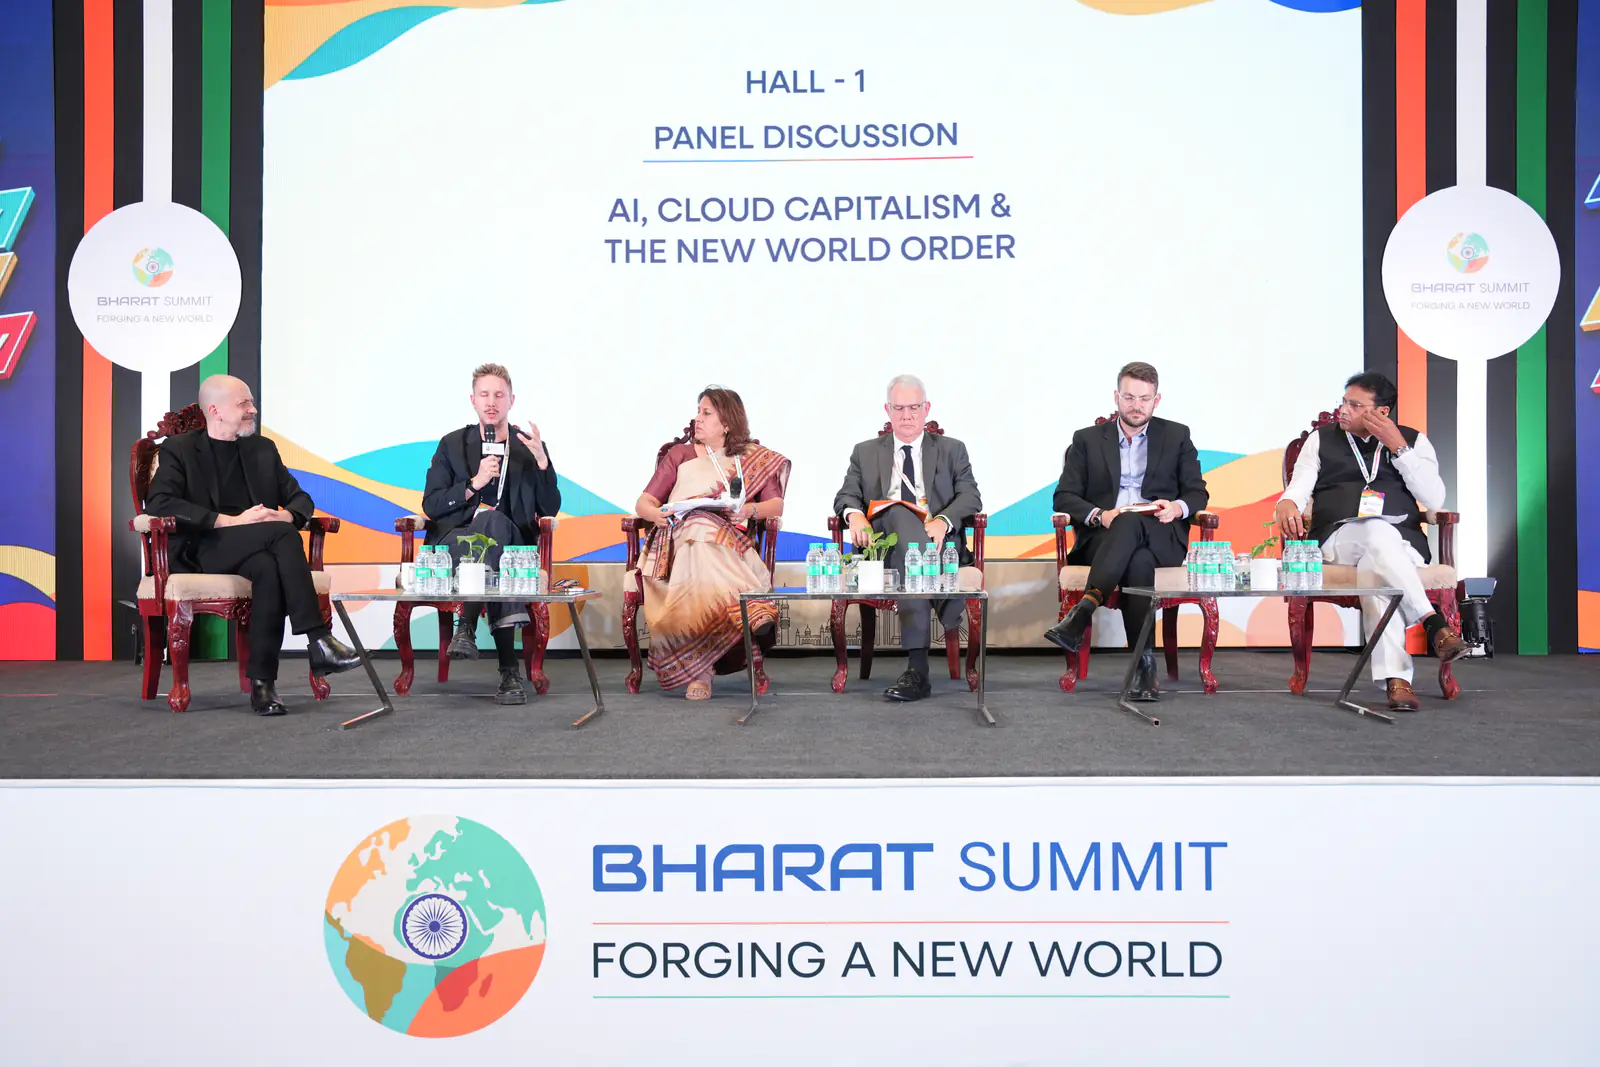 HALL - 1
PANEL DISCUSSION
AI, CLOUD CAPITALISM &
THE NEW WORLD ORDER
BHARAT SUMMIT
FORGING A NEW WORLD
BHARAT SUMMIT
FORGING A NEW WORLD
BHARAT SUMMIT
FORGING A NEW WORLD